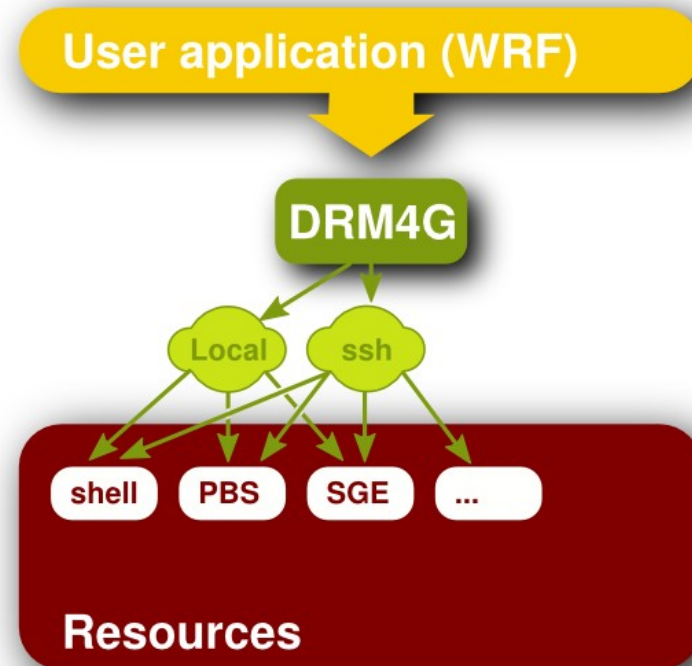 User application (WRF)
DRM4G
Local
ssh
shell
PBS
SGE
...
Resources